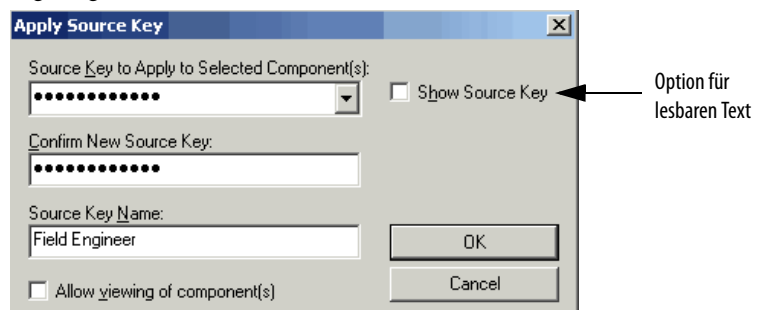 Apply Source Key
Source Key to Apply to Selected Component(s):
●●●●●●●●●●●●
Show Source Key
Option für
lesbaren Text
Confirm New Source Key:
●●●●●●●●●●●●
Source Key Name:
Field Engineer
OK
Allow viewing of component(s)
Cancel